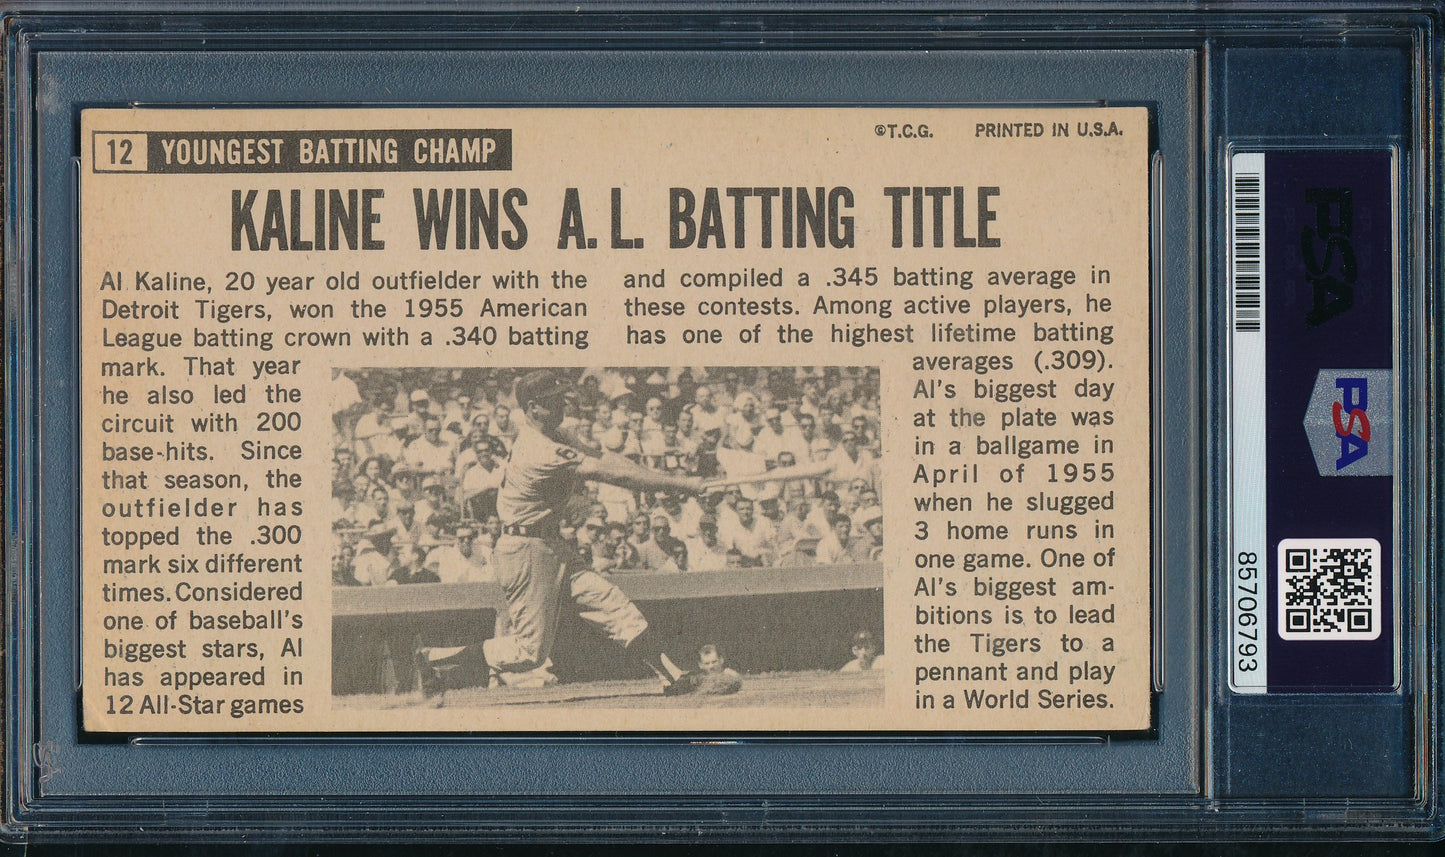 12 YOUNGEST BATTING CHAMP
©T.C.G. PRINTED IN U.S.A.
KALINE WINS A.L. BATTING TITLE
Al Kaline, 20 year old outfielder with the
Detroit Tigers, won the 1955 American
League batting crown with a .340 batting
mark. That year
he also led the
circuit with 200
base-hits. Since
that season, the
outfielder has
topped the .300
mark six different
times. Considered
one of baseball's
biggest stars, Al
has appeared in
12 All-Star games
and compiled a .345 batting average in
these contests. Among active players, he
has one of the highest lifetime batting
averages (.309).
Al's biggest day
at the plate was
in a ballgame in
April of 1955
when he slugged
3 home runs in
one game. One of
Al's biggest am-
bitions is to lead
the Tigers to a
pennant and play
in a World Series.
PSA
PSA
85706793